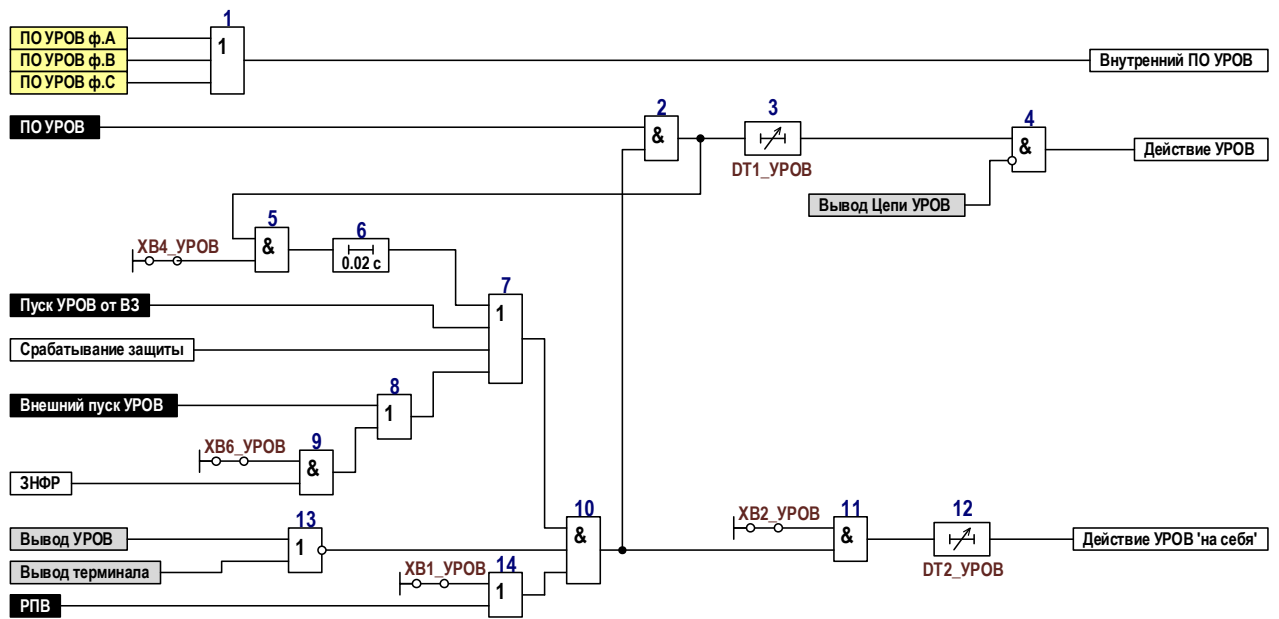 1
ПО УРОВ ф.А
1
ПО УРОВ ф.В
Внутренний ПО УРОВ
ПО УРОВ ф.С
2
3
4
ПО УРОВ
&
&
Действие УРОВ
DT1_УРОВ
Вывод Цепи УРОВ
5
6
XB4_УРОВ
&
0.02 с
7
Пуск УРОВ от ВЗ
1
Срабатывание защиты
8
Внешний пуск УРОВ
1
XB6_УРОВ
9
&
ЗНФР
10
11
12
13
XB2_УРОВ
Вывод УРОВ
1
&
&
Действие УРОВ 'на себя'
Вывод терминала
XB1_УРОВ
14
DT2_УРОВ
1
РПВ